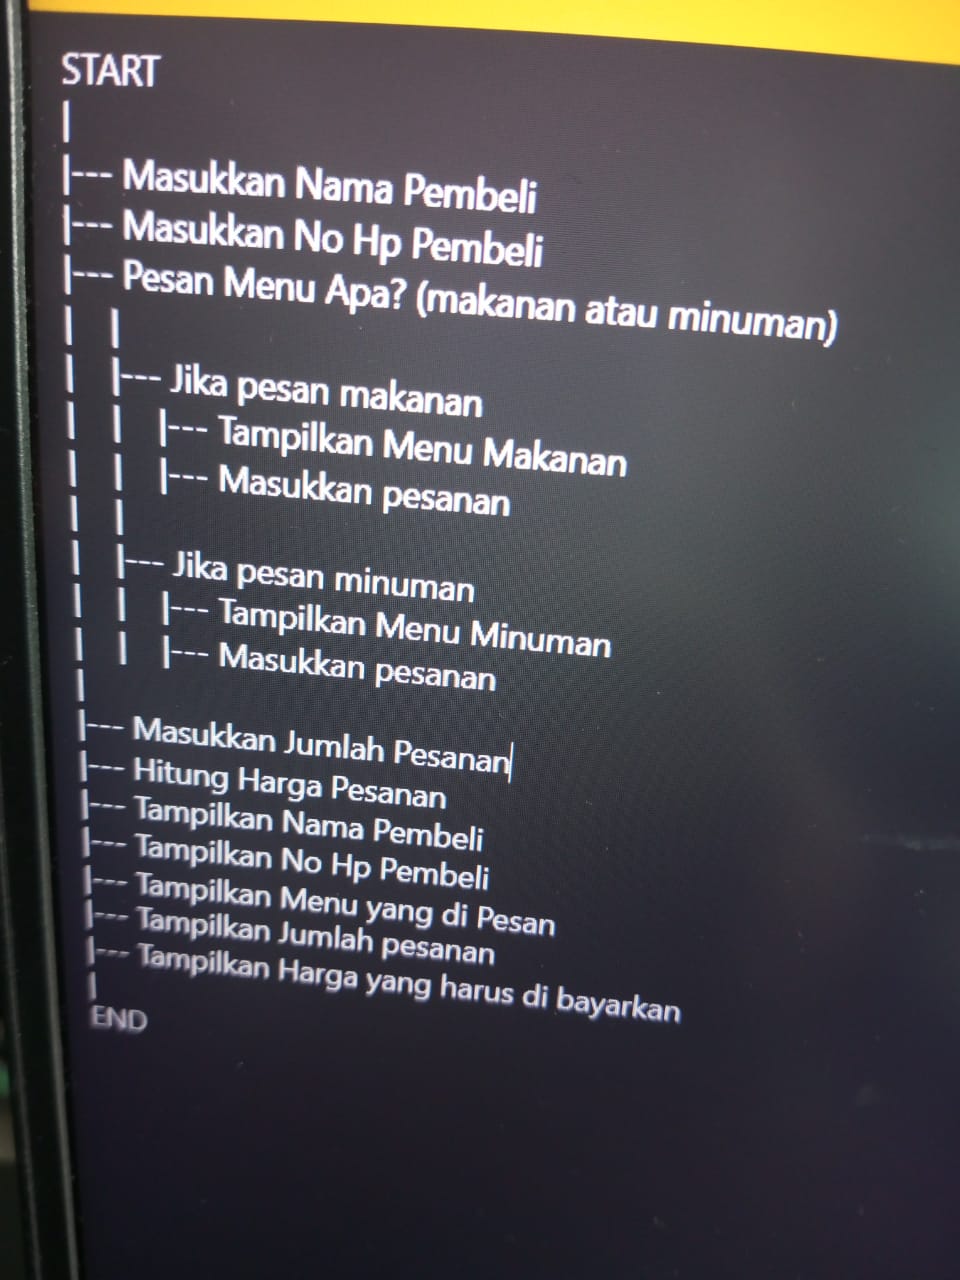 START
|
|--- Masukkan Nama Pembeli
|--- Masukkan No Hp Pembeli
|--- Pesan Menu Apa? (makanan atau minuman)
|   |
|   |--- Jika pesan makanan
|   |   |--- Tampilkan Menu Makanan
|   |   |--- Masukkan pesanan
|   |
|   |--- Jika pesan minuman
|   |   |--- Tampilkan Menu Minuman
|   |   |--- Masukkan pesanan
|
|--- Masukkan Jumlah Pesanan
|--- Hitung Harga Pesanan
|--- Tampilkan Nama Pembeli
|--- Tampilkan No Hp Pembeli
|--- Tampilkan Menu yang di Pesan
|--- Tampilkan Jumlah pesanan
|--- Tampilkan Harga yang harus di bayarkan
|
END